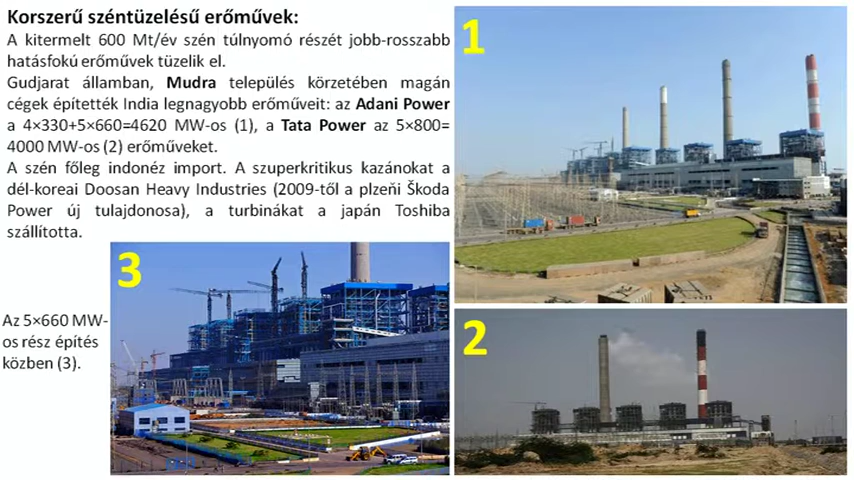 Korszerű széntüzelésű erőművek:
A kitermelt 600 Mt/év szén túlnyomó részét jobb-rosszabb
hatásfokú erőművek tüzelik el.
Gudjarat államban, Mudra település körzetében magán
cégek építették India legnagyobb erőműveit: az Adani Power
a 4×330+5×660=4620 MW-os (1), a Tata Power az 5×800=
4000 MW-os (2) erőműveket.
A szén főleg indonéz import. A szuperkritikus kazánokat a
dél-koreai Doosan Heavy Industries (2009-től a plzeňi Škoda
Power új tulajdonosa), a turbinákat a japán Toshiba
szállította.
Az 5×660 MW-
os rész építés
közben (3).
1
3
2